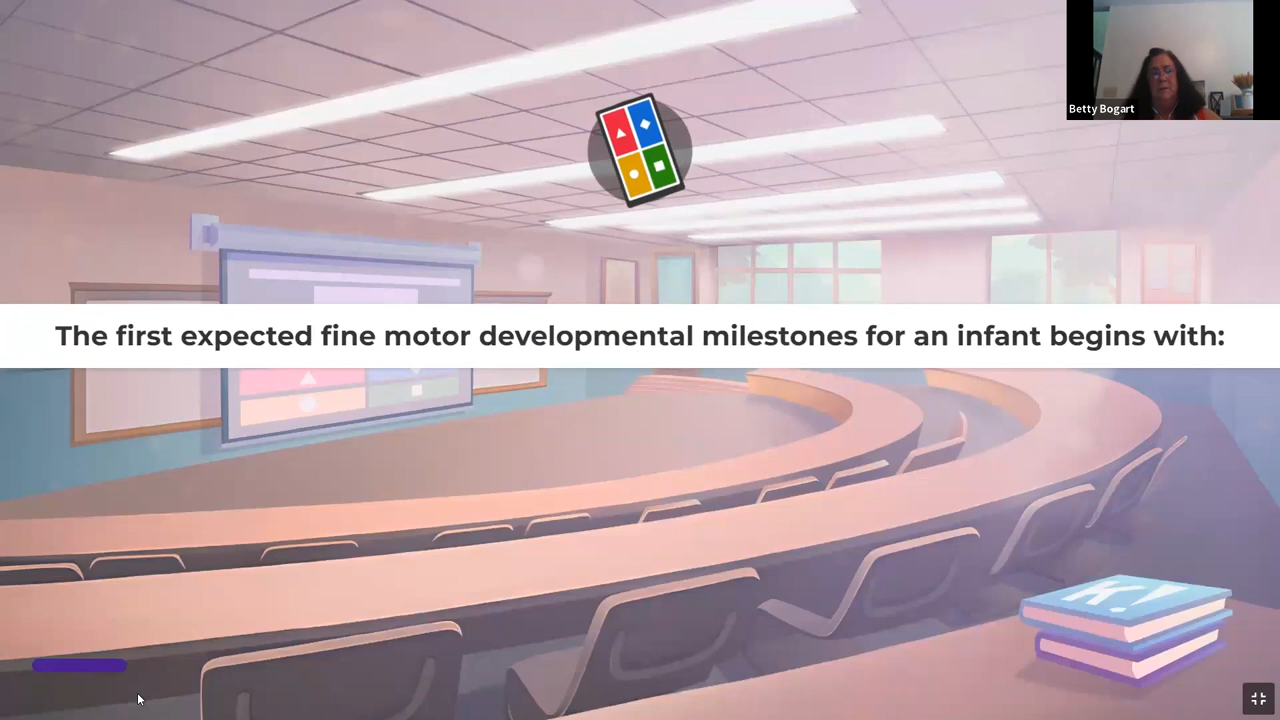 Betty Bogart
The first expected fine motor developmental milestones for an infant begins with:
K!